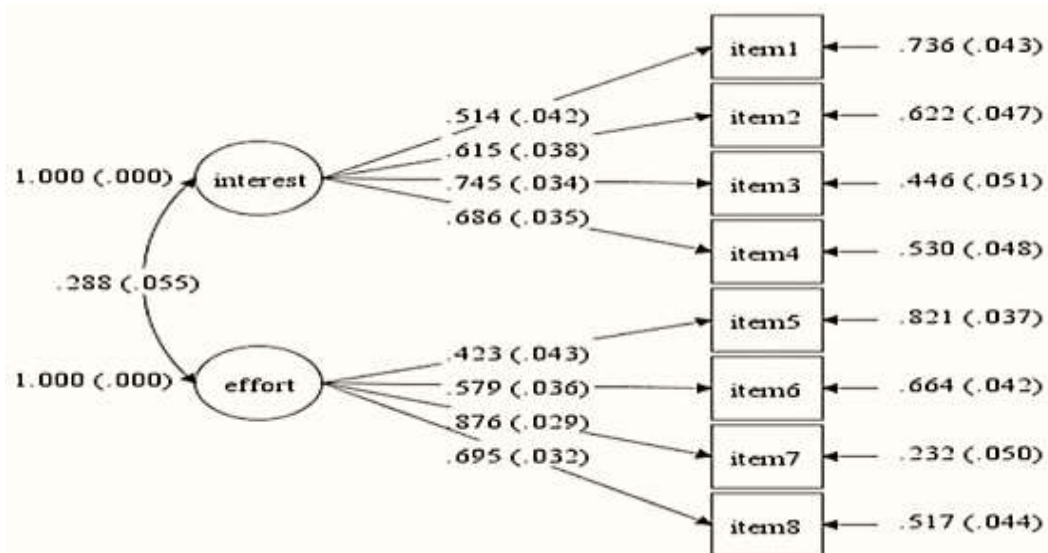 item1 .736 (.043)
.514 (.042)
item2 .622 (.047)
.615 (.038)
1.000 (.000) interest .745 (.034) item3 .446 (.051)
.686 (.035)
item4 .530 (.048)
.288 (.055)
item5 .821 (.037)
.423 (.043)
1.000 (.000) effort .579 (.036) item6 .664 (.042)
.876 (.029)
.695 (.032) item7 .232 (.050)
item8 .517 (.044)